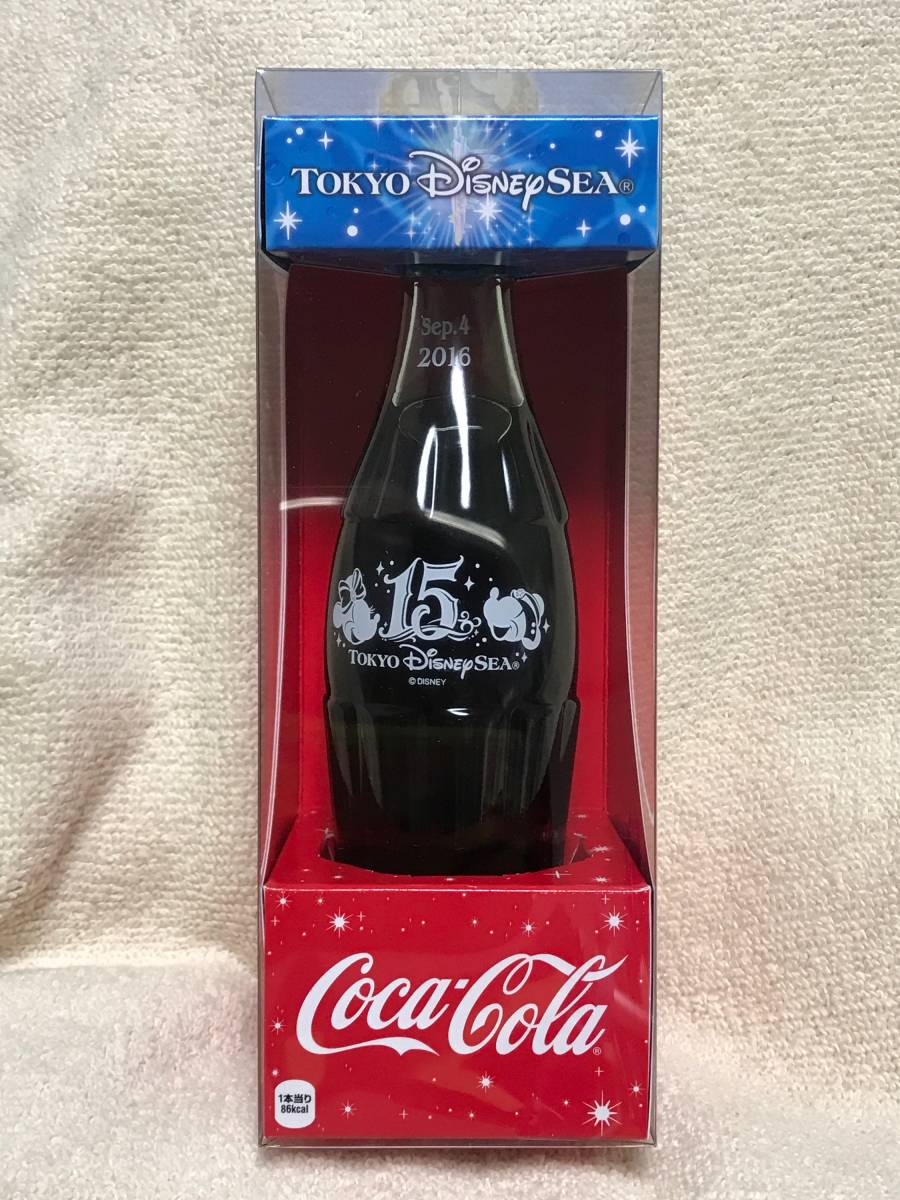 TOKYO DISNEYSEA®
Sep.4
2016
15
TOKYO DISNEYSEA®
©DISNEY
Coca-Cola®
1本当り
86kcal